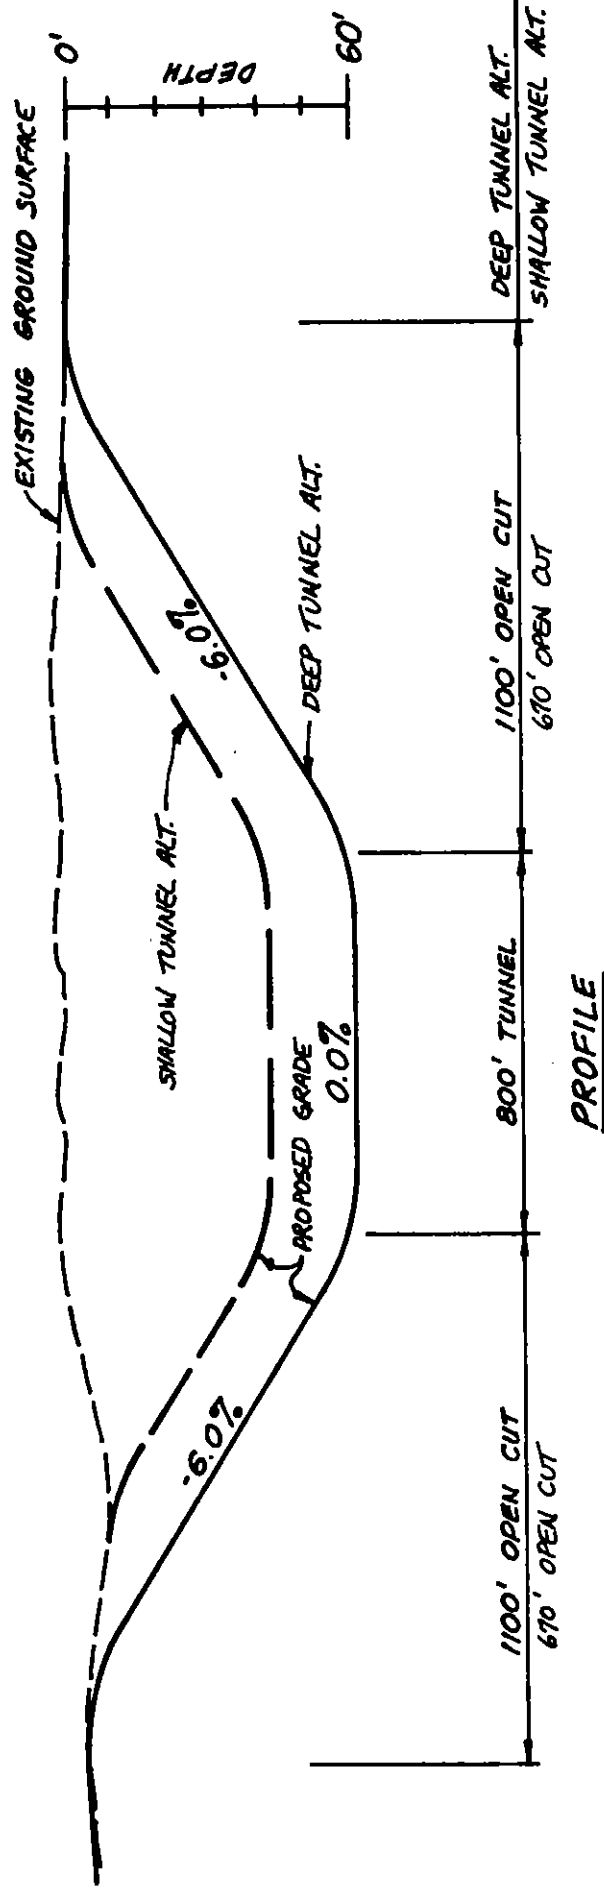 EXISTING GROUND SURFACE
0'
DEPTH
60'
SHALLOW TUNNEL ALT.
-6.0%
-6.0%
PROPOSED GRADE
0.0%
DEEP TUNNEL ALT.
1100' OPEN CUT
670' OPEN CUT
800' TUNNEL
1100' OPEN CUT
670' OPEN CUT
DEEP TUNNEL ALT.
SHALLOW TUNNEL ALT.
PROFILE